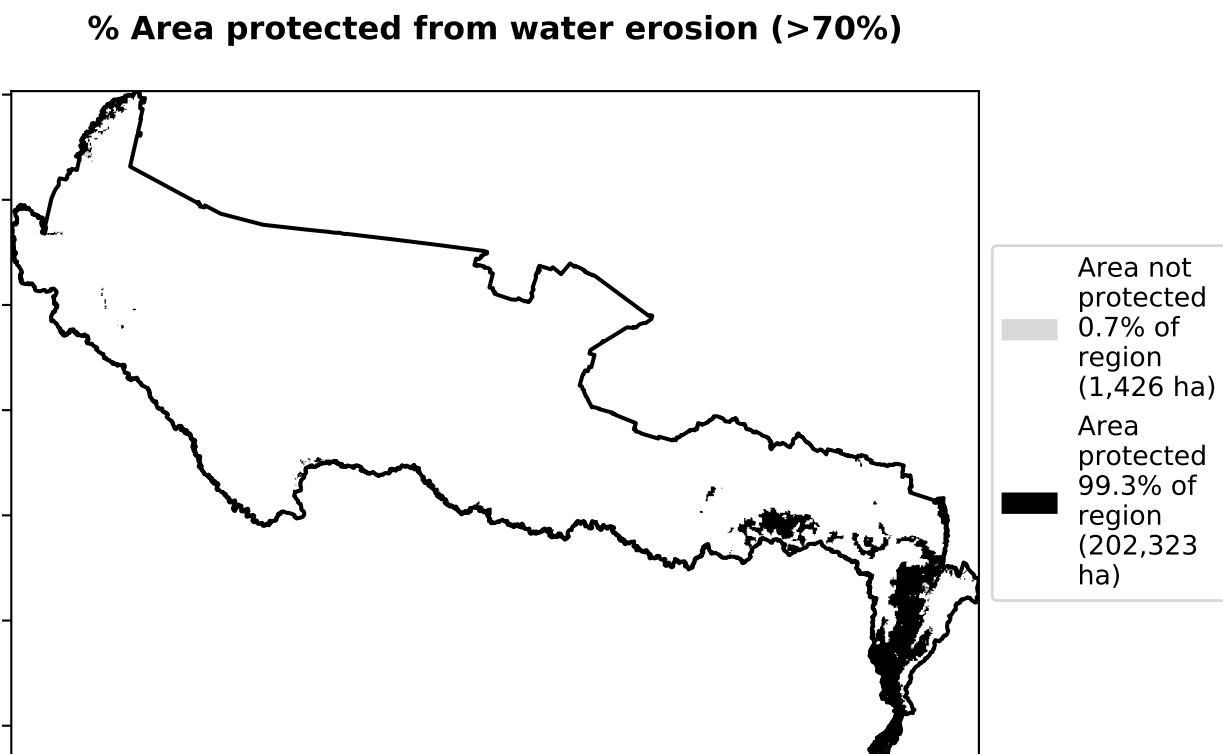 % Area protected from water erosion (>70%)
Area not
protected
0.7% of
region
(1,426 ha)
Area
protected
99.3% of
region
(202,323
ha)